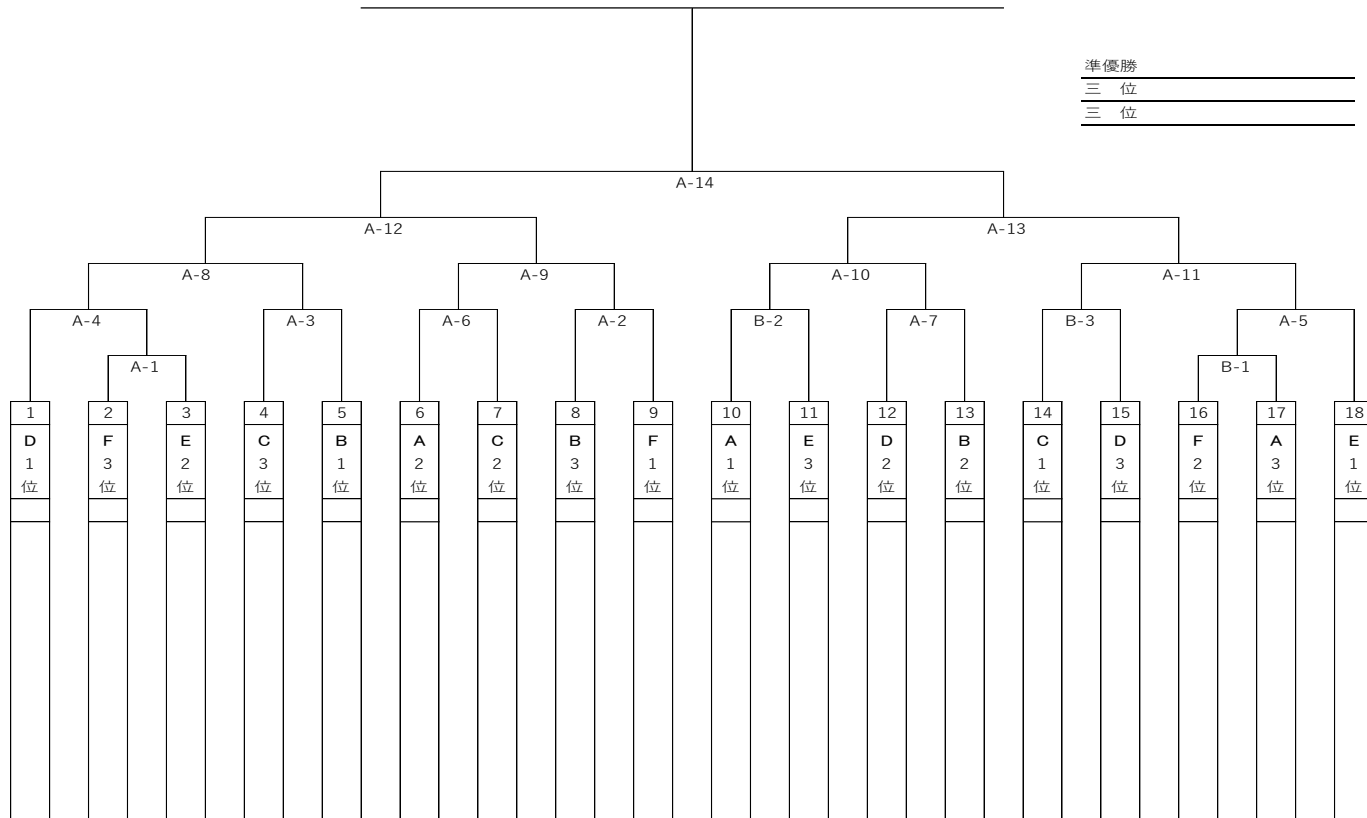 準優勝
三 位
三 位
A-14
A-12 A-13
A-8 A-9 A-10 A-11
A-4 A-3 A-6 A-2 B-2 A-7 B-3 A-5
A-1 B-1
1 2 3 4 5 6 7 8 9 10 11 12 13 14 15 16 17 18
D F E C B A C B F A E D B C D F A E
1 3 2 3 1 2 2 3 1 1 3 2 2 1 3 2 3 1
位 位 位 位 位 位 位 位 位 位 位 位 位 位 位 位 位 位